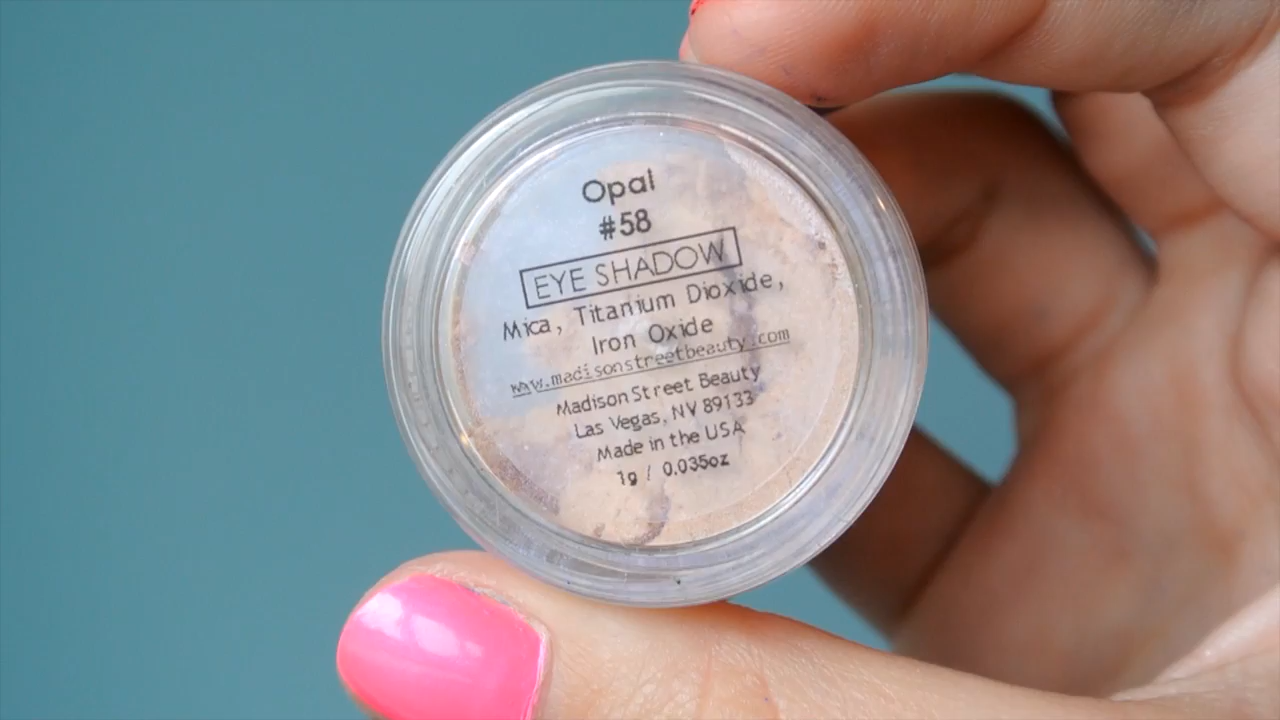 Opal
#58
EYE SHADOW
Mica, Titanium Dioxide,
Iron Oxide
www.madisonstreetbeauty.com
Madison Street Beauty
Las Vegas, NV 89133
Made in the USA
1g / 0.035oz